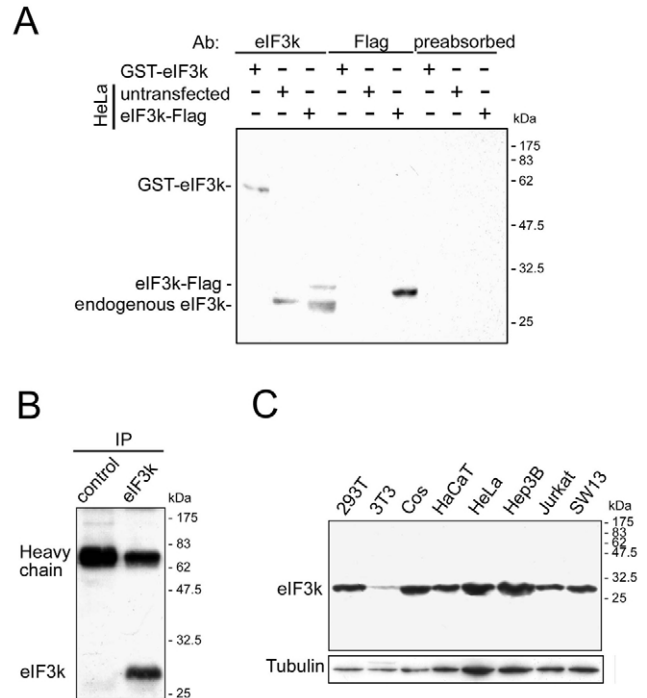 A
Ab: eIF3k Flag preabsorbed
GST-eIF3k + - - + - - + - -
HeLa
untransfected - + - - + - - + -
eIF3k-Flag - - + - - + - - +
kDa
- 175
- 83
- 62
- 47.5
- 32.5
- 25
GST-eIF3k-
eIF3k-Flag -
endogenous eIF3k-
B
IP
control eIF3k
kDa
- 175
- 83
- 62
- 47.5
- 32.5
- 25
Heavy
chain
eIF3k
C
293T 3T3 Cos HaCaT HeLa Hep3B Jurkat SW13
kDa
- 175
- 83
- 62
- 47.5
- 32.5
- 25
eIF3k
Tubulin